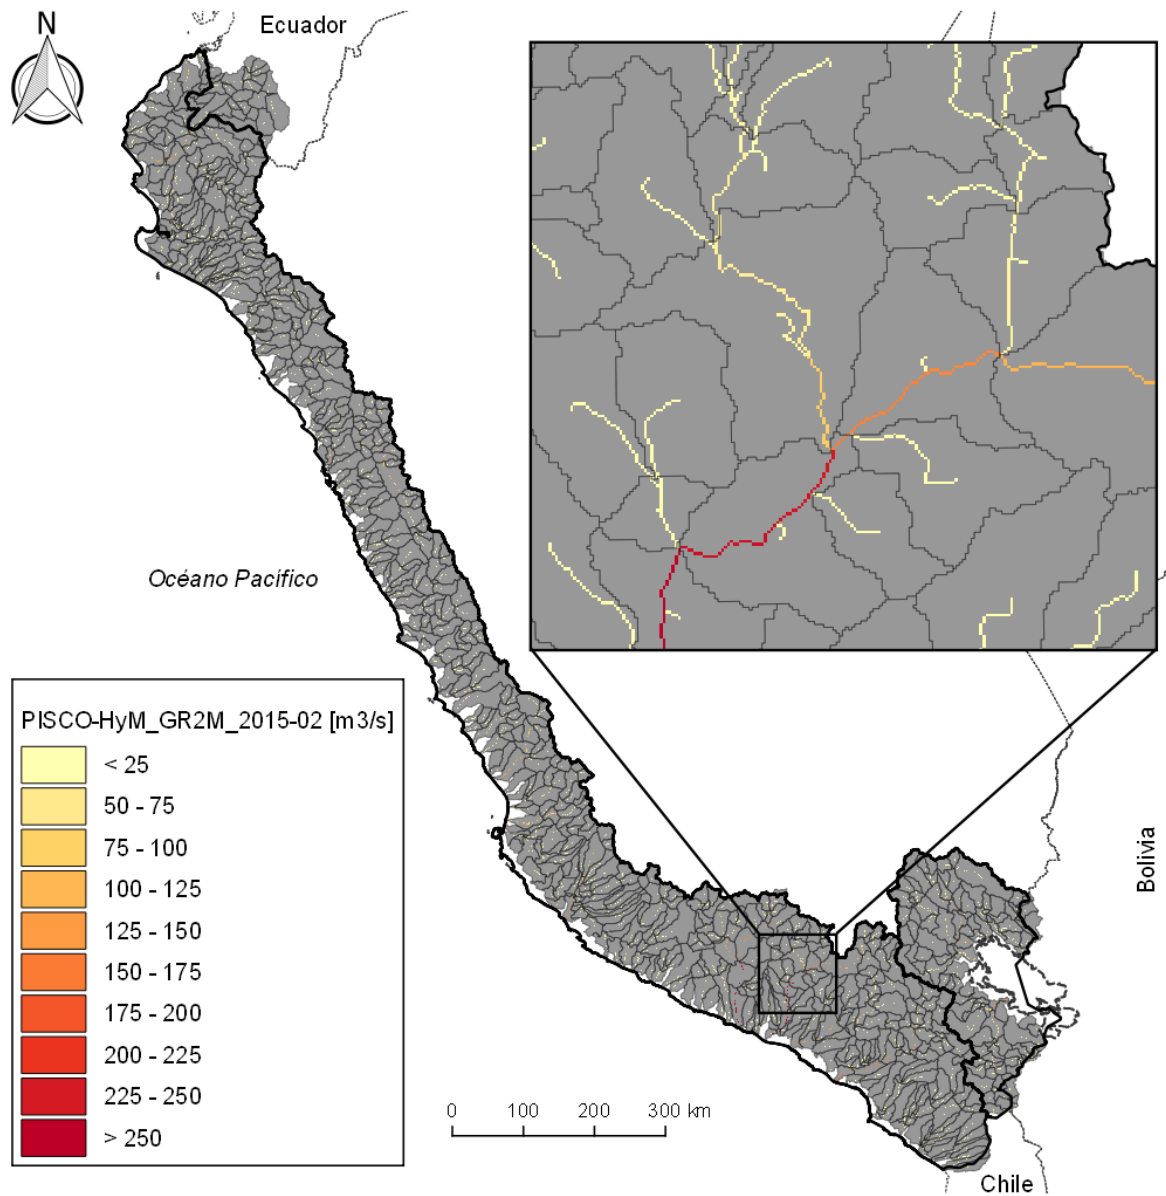 N
Ecuador
Océano Pacífico
PISCO-HyM_GR2M_2015-02 [m3/s]
< 25
50 - 75
75 - 100
100 - 125
125 - 150
150 - 175
175 - 200
200 - 225
225 - 250
> 250
0 100 200 300 km
Bolivia
Chile